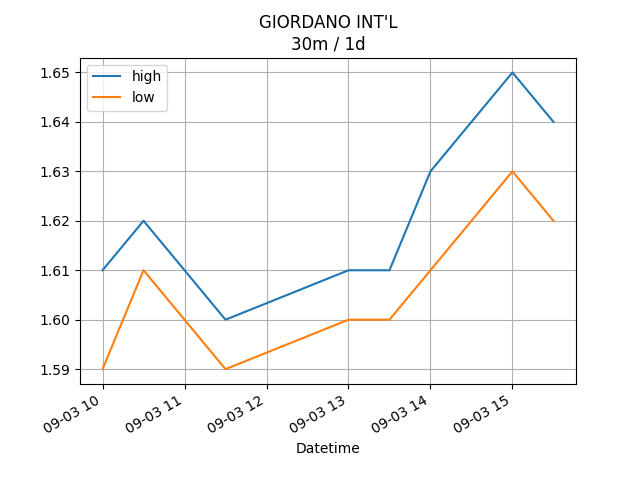 GIORDANO INT'L
30m / 1d
high
low
1.65
1.64
1.63
1.62
1.61
1.60
1.59
09-03 10
09-03 11
09-03 12
09-03 13
09-03 14
09-03 15
Datetime